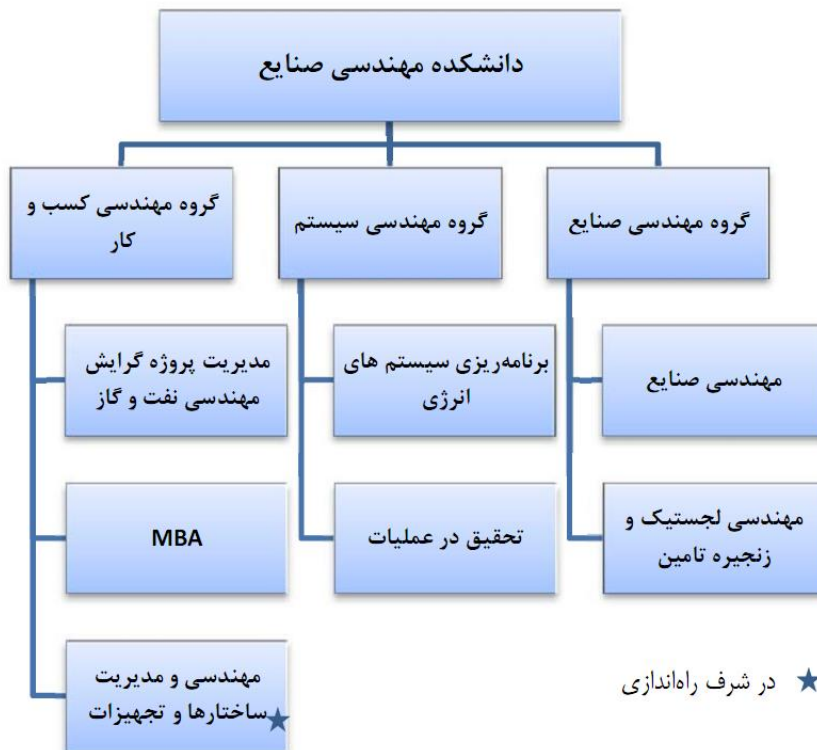 دانشکده مهندسی صنایع
گروه مهندسی صنایع
گروه مهندسی سیستم
گروه مهندسی کسب و
کار
مهندسی صنایع
مهندسی لجستیک و
زنجیره تامین
برنامه‌ریزی سیستم های
انرژی
تحقیق در عملیات
مدیریت پروژه گرایش
مهندسی نفت و گاز
MBA
مهندسی و مدیریت
ساختارها و تجهیزات
در شرف راه‌اندازی